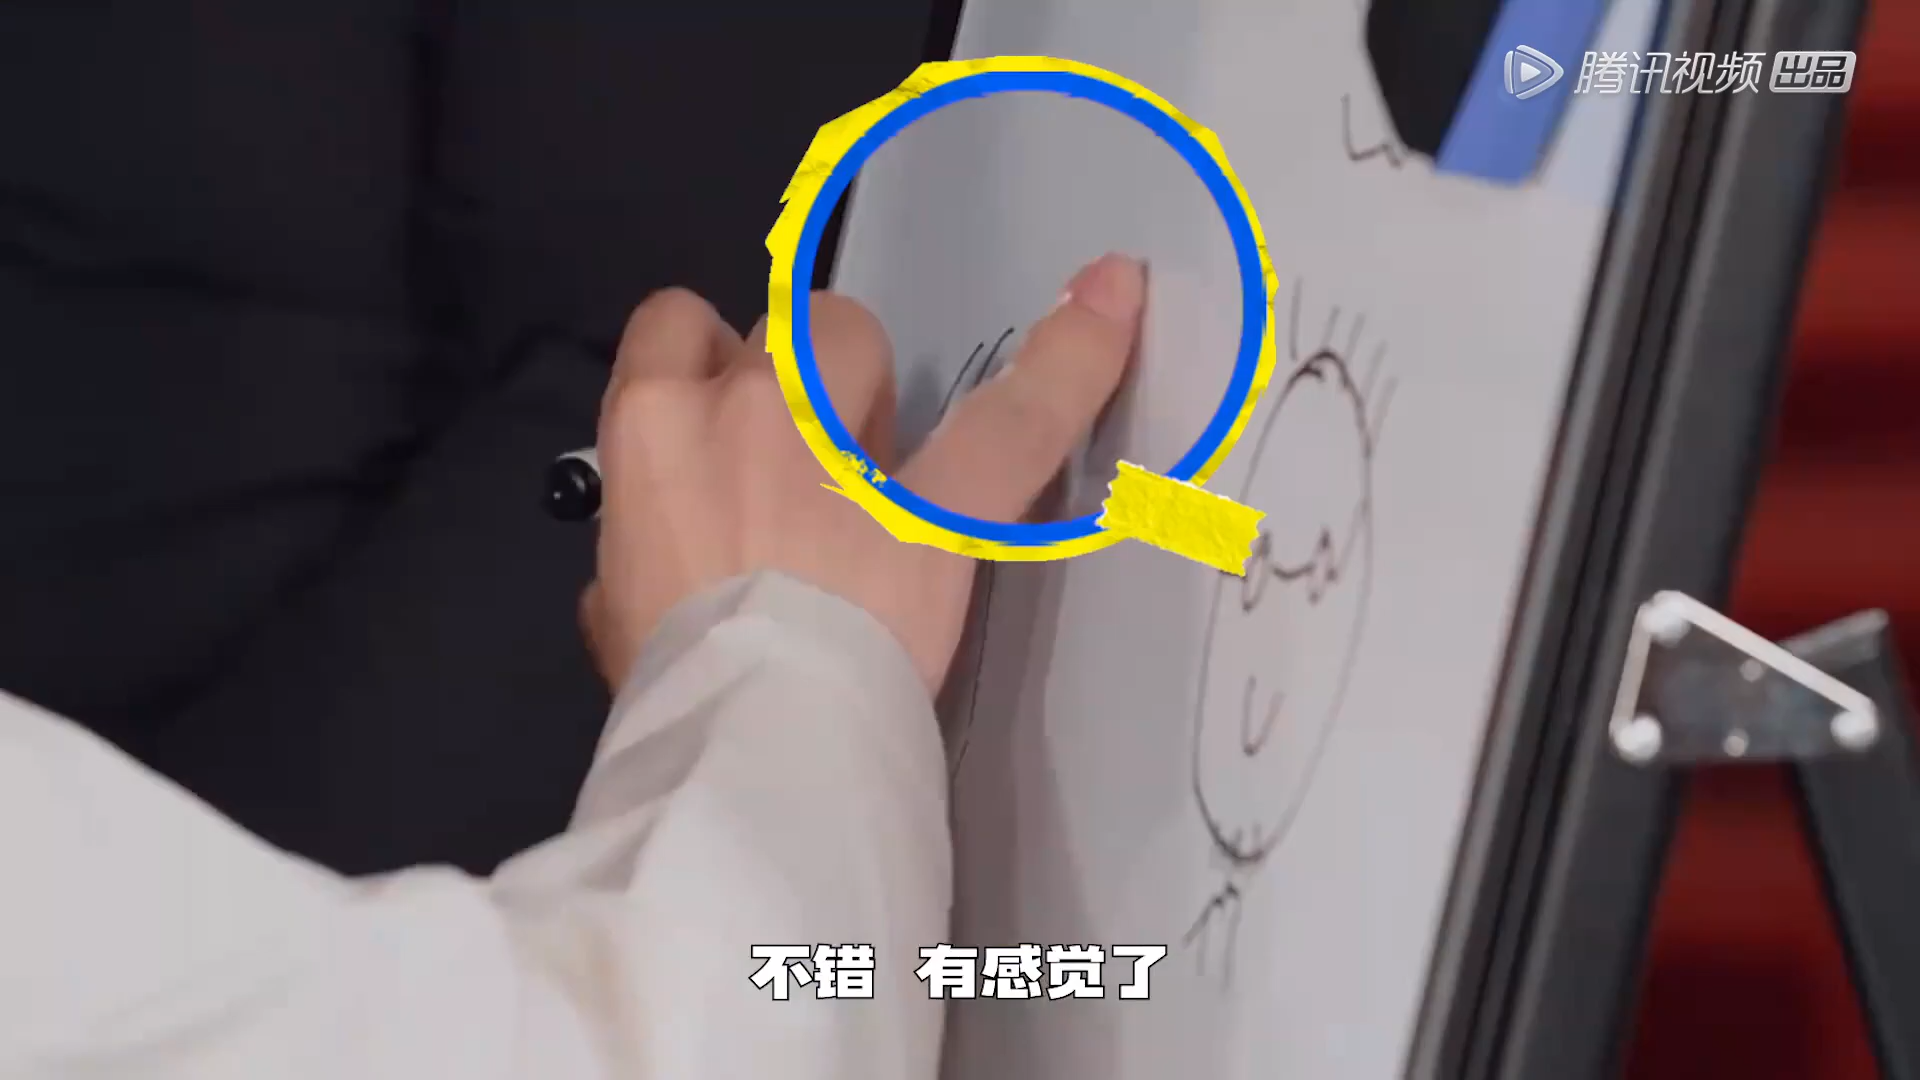 腾讯视频 出品
不错 有感觉了